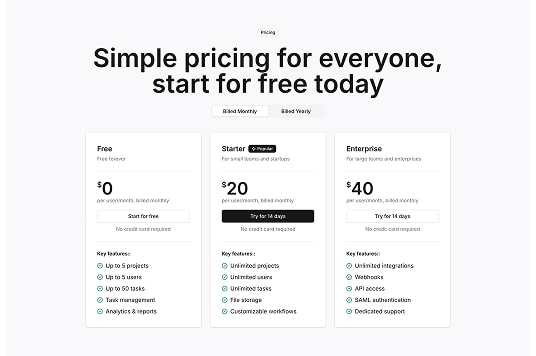 Pricing
Simple pricing for everyone,
start for free today
Billed Monthly
Billed Yearly
Free
Free forever
$0
per user/month, billed monthly
Start for free
No credit card required
Key features:
Up to 5 projects
Up to 5 users
Up to 50 tasks
Task management
Analytics & reports
Starter
Popular
For small teams and startups
$20
per user/month, billed monthly
Try for 14 days
No credit card required
Key features:
Unlimited projects
Unlimited users
Unlimited tasks
File storage
Customizable workflows
Enterprise
For large teams and enterprises
$40
per user/month, billed monthly
Try for 14 days
No credit card required
Key features:
Unlimited integrations
Webhooks
API access
SAML authentication
Dedicated support